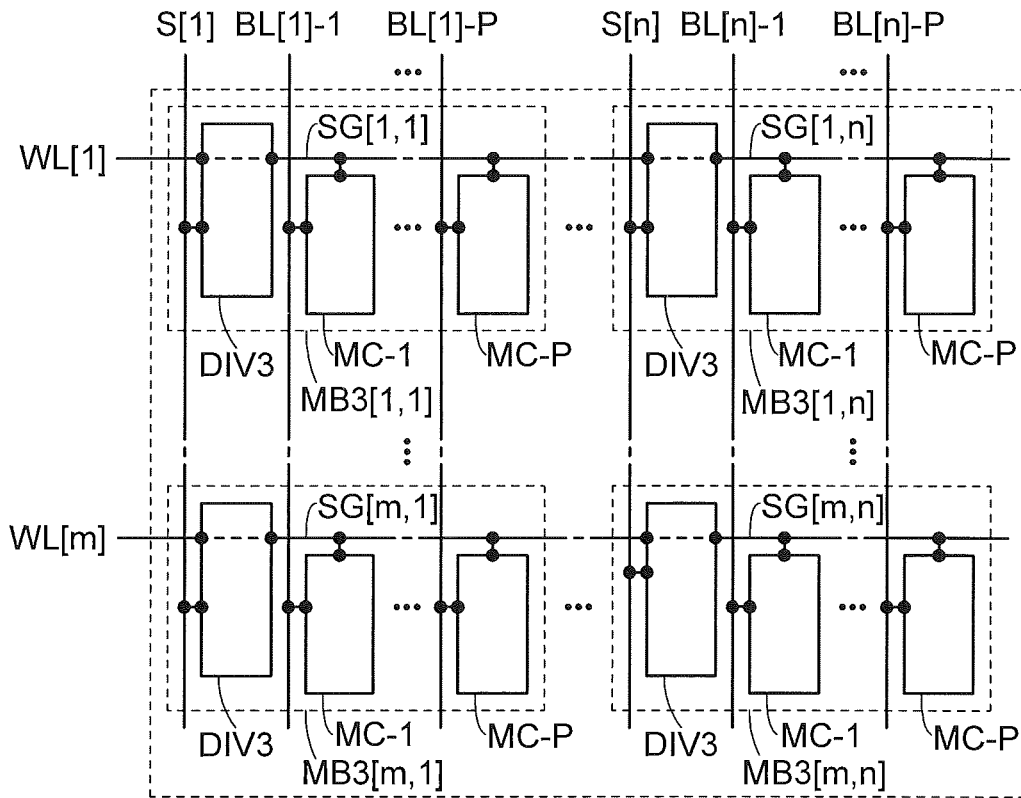 S[1] BL[1]-1 BL[1]-P S[n] BL[n]-1 BL[n]-P
WL[1] SG[1,1] SG[1,n]
DIV3 MC-1 MC-P DIV3 MC-1 MC-P
MB3[1,1] MB3[1,n]
WL[m] SG[m,1] SG[m,n]
DIV3 MC-1 MC-P DIV3 MC-1 MC-P
MB3[m,1] MB3[m,n]